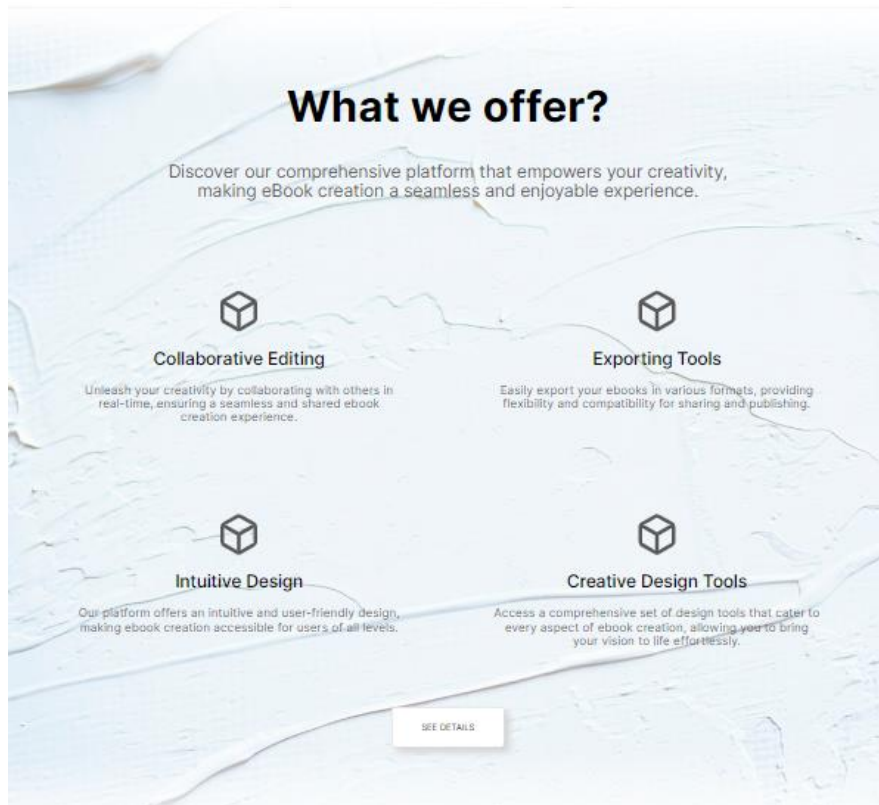 What we offer?
Discover our comprehensive platform that empowers your creativity,
making eBook creation a seamless and enjoyable experience.
Collaborative Editing
Unleash your creativity by collaborating with others in
real-time, ensuring a seamless and shared ebook
creation experience.
Exporting Tools
Easily export your ebooks in various formats, providing
flexibility and compatibility for sharing and publishing.
Intuitive Design
Our platform offers an intuitive and user-friendly design,
making ebook creation accessible for users of all levels.
Creative Design Tools
Access a comprehensive set of design tools that cater to
every aspect of ebook creation, allowing you to bring
your vision to life effortlessly.
SEE DETAILS